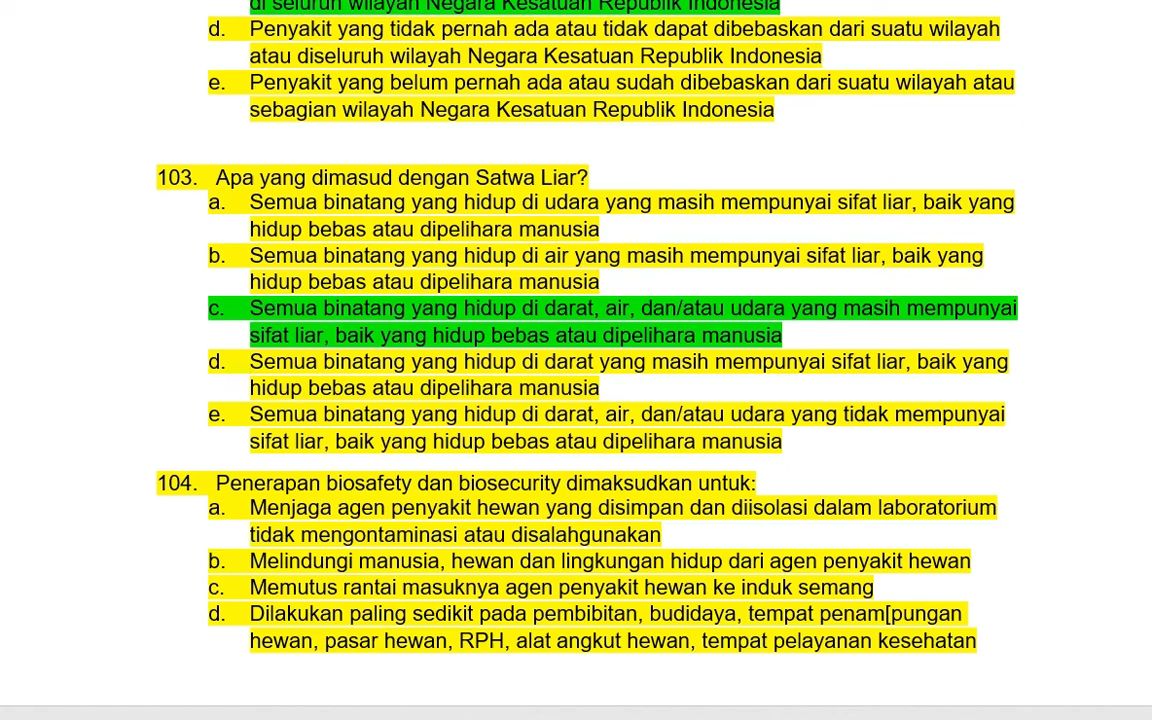 di seluruh wilayah Negara Kesatuan Republik Indonesia
d. Penyakit yang tidak pernah ada atau tidak dapat dibebaskan dari suatu wilayah
atau diseluruh wilayah Negara Kesatuan Republik Indonesia
e. Penyakit yang belum pernah ada atau sudah dibebaskan dari suatu wilayah atau
sebagian wilayah Negara Kesatuan Republik Indonesia
103. Apa yang dimasud dengan Satwa Liar?
a. Semua binatang yang hidup di udara yang masih mempunyai sifat liar, baik yang
hidup bebas atau dipelihara manusia
b. Semua binatang yang hidup di air yang masih mempunyai sifat liar, baik yang
hidup bebas atau dipelihara manusia
c. Semua binatang yang hidup di darat, air, dan/atau udara yang masih mempunyai
sifat liar, baik yang hidup bebas atau dipelihara manusia
d. Semua binatang yang hidup di darat yang masih mempunyai sifat liar, baik yang
hidup bebas atau dipelihara manusia
e. Semua binatang yang hidup di darat, air, dan/atau udara yang tidak mempunyai
sifat liar, baik yang hidup bebas atau dipelihara manusia
104. Penerapan biosafety dan biosecurity dimaksudkan untuk:
a. Menjaga agen penyakit hewan yang disimpan dan diisolasi dalam laboratorium
tidak mengontaminasi atau disalahgunakan
b. Melindungi manusia, hewan dan lingkungan hidup dari agen penyakit hewan
c. Memutus rantai masuknya agen penyakit hewan ke induk semang
d. Dilakukan paling sedikit pada pembibitan, budidaya, tempat penam[pungan
hewan, pasar hewan, RPH, alat angkut hewan, tempat pelayanan kesehatan